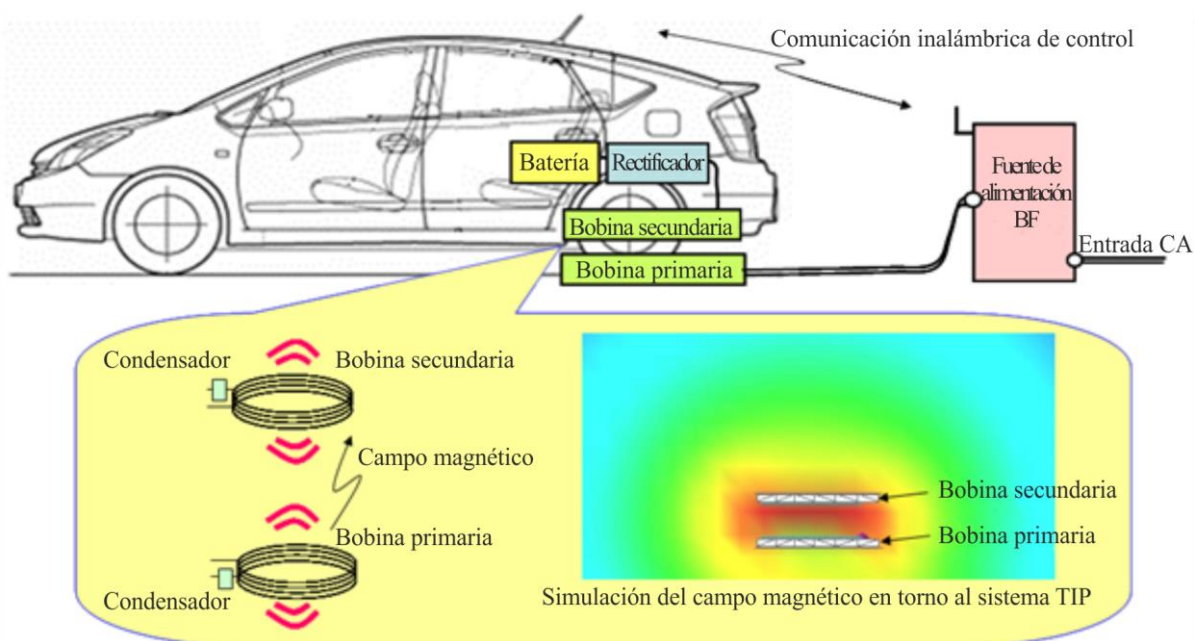 Comunicación inalámbrica de control
Batería
Rectificador
Fuente de
alimentación
BF
Bobina secundaria
Entrada CA
Bobina primaria
Condensador
Bobina secundaria
Campo magnético
Bobina primaria
Condensador
Bobina secundaria
Bobina primaria
Simulación del campo magnético en torno al sistema TIP